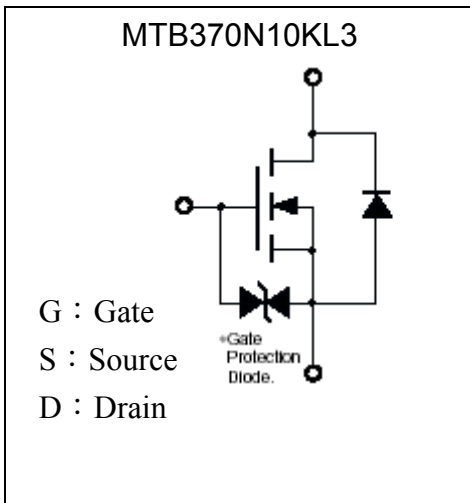 MTB370N10KL3
G：Gate
S：Source
D：Drain
*Gate
Protection
Diode.